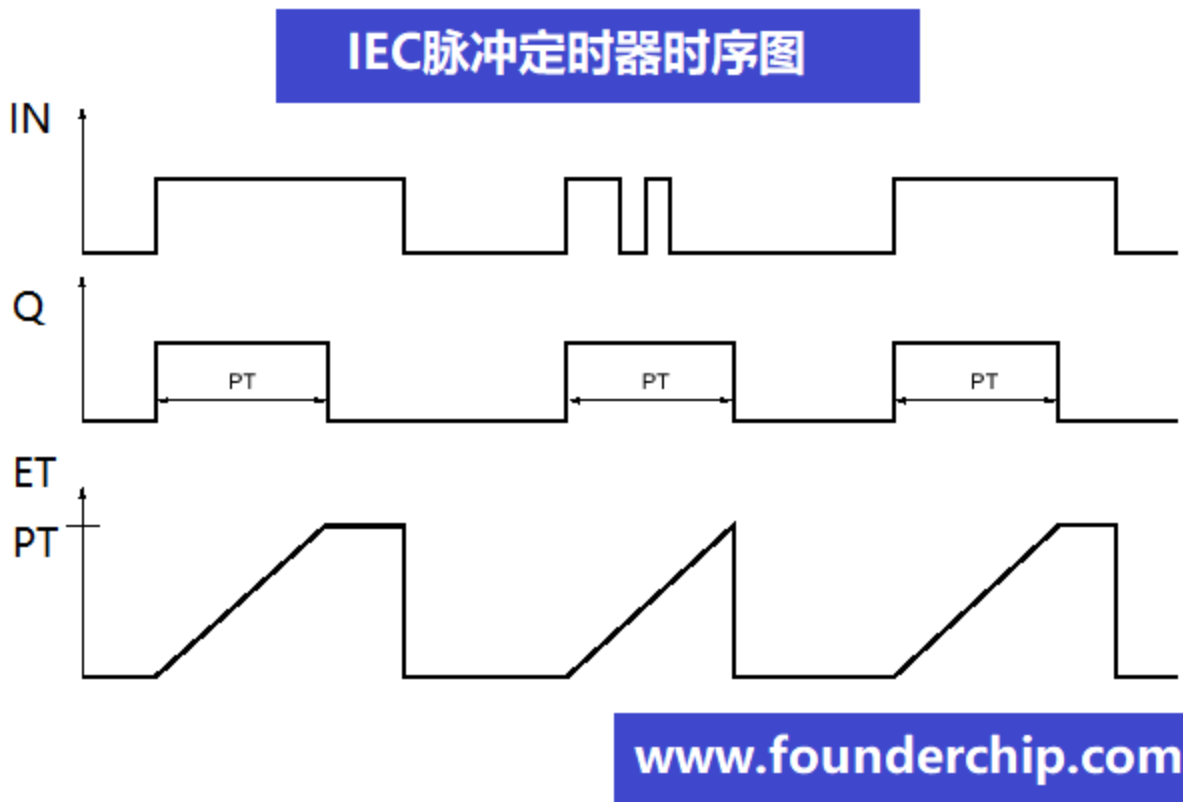 IEC脉冲定时器时序图
IN
Q
PT
PT
PT
ET
PT
www.founderchip.com